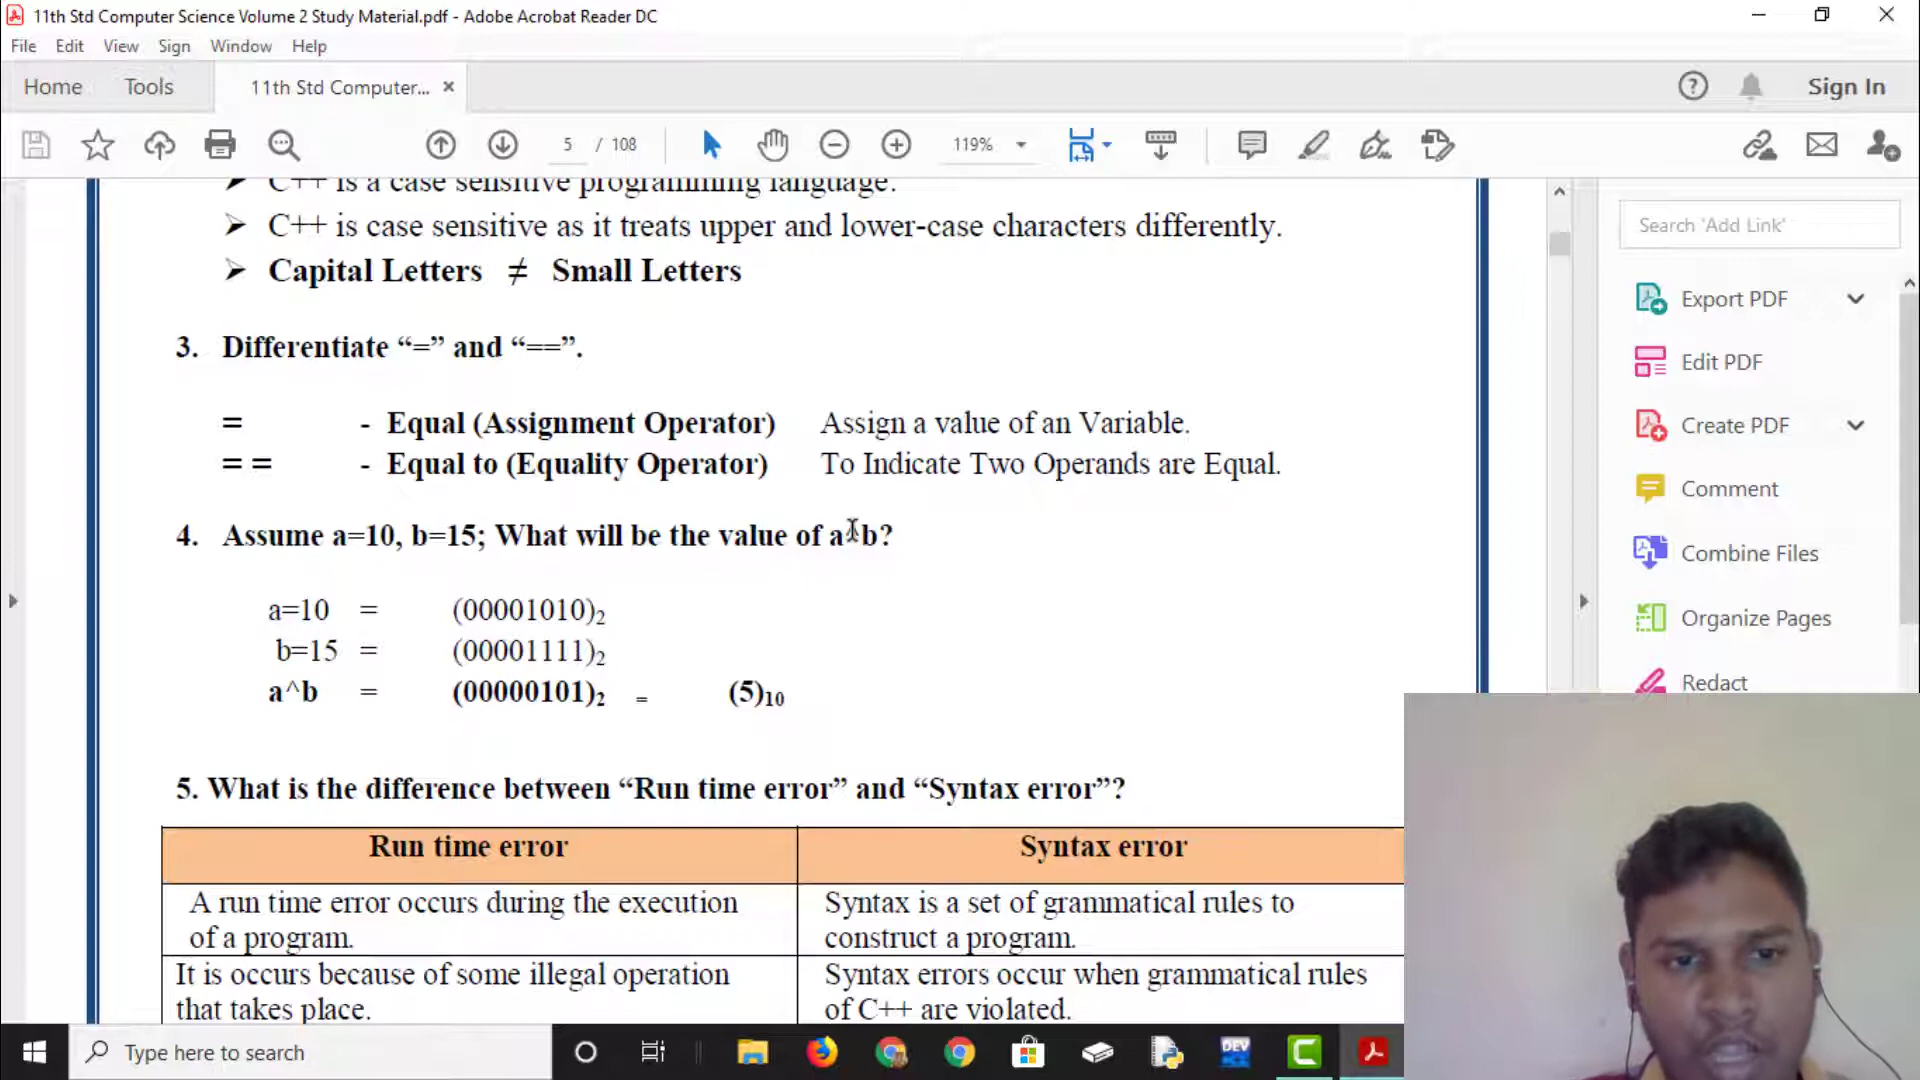 11th Std Computer Science Volume 2 Study Material.pdf - Adobe Acrobat Reader DC
File Edit View Sign Window Help
Home Tools 11th Std Computer... × Sign In
5 / 108 119%
C++ is a case sensitive programming language.
➤ C++ is case sensitive as it treats upper and lower-case characters differently.
➤ Capital Letters ≠ Small Letters
3. Differentiate “=” and “==”.
= - Equal (Assignment Operator) Assign a value of an Variable.
= = - Equal to (Equality Operator) To Indicate Two Operands are Equal.
4. Assume a=10, b=15; What will be the value of a^b?
a=10 = (00001010)2
b=15 = (00001111)2
a^b = (00000101)2 = (5)10
5. What is the difference between “Run time error” and “Syntax error”?
Run time error Syntax error
A run time error occurs during the execution
of a program.
Syntax is a set of grammatical rules to
construct a program.
It is occurs because of some illegal operation
that takes place.
Syntax errors occur when grammatical rules
of C++ are violated.
Search 'Add Link'
Export PDF
Edit PDF
Create PDF
Comment
Combine Files
Organize Pages
Redact
Type here to search
DEV